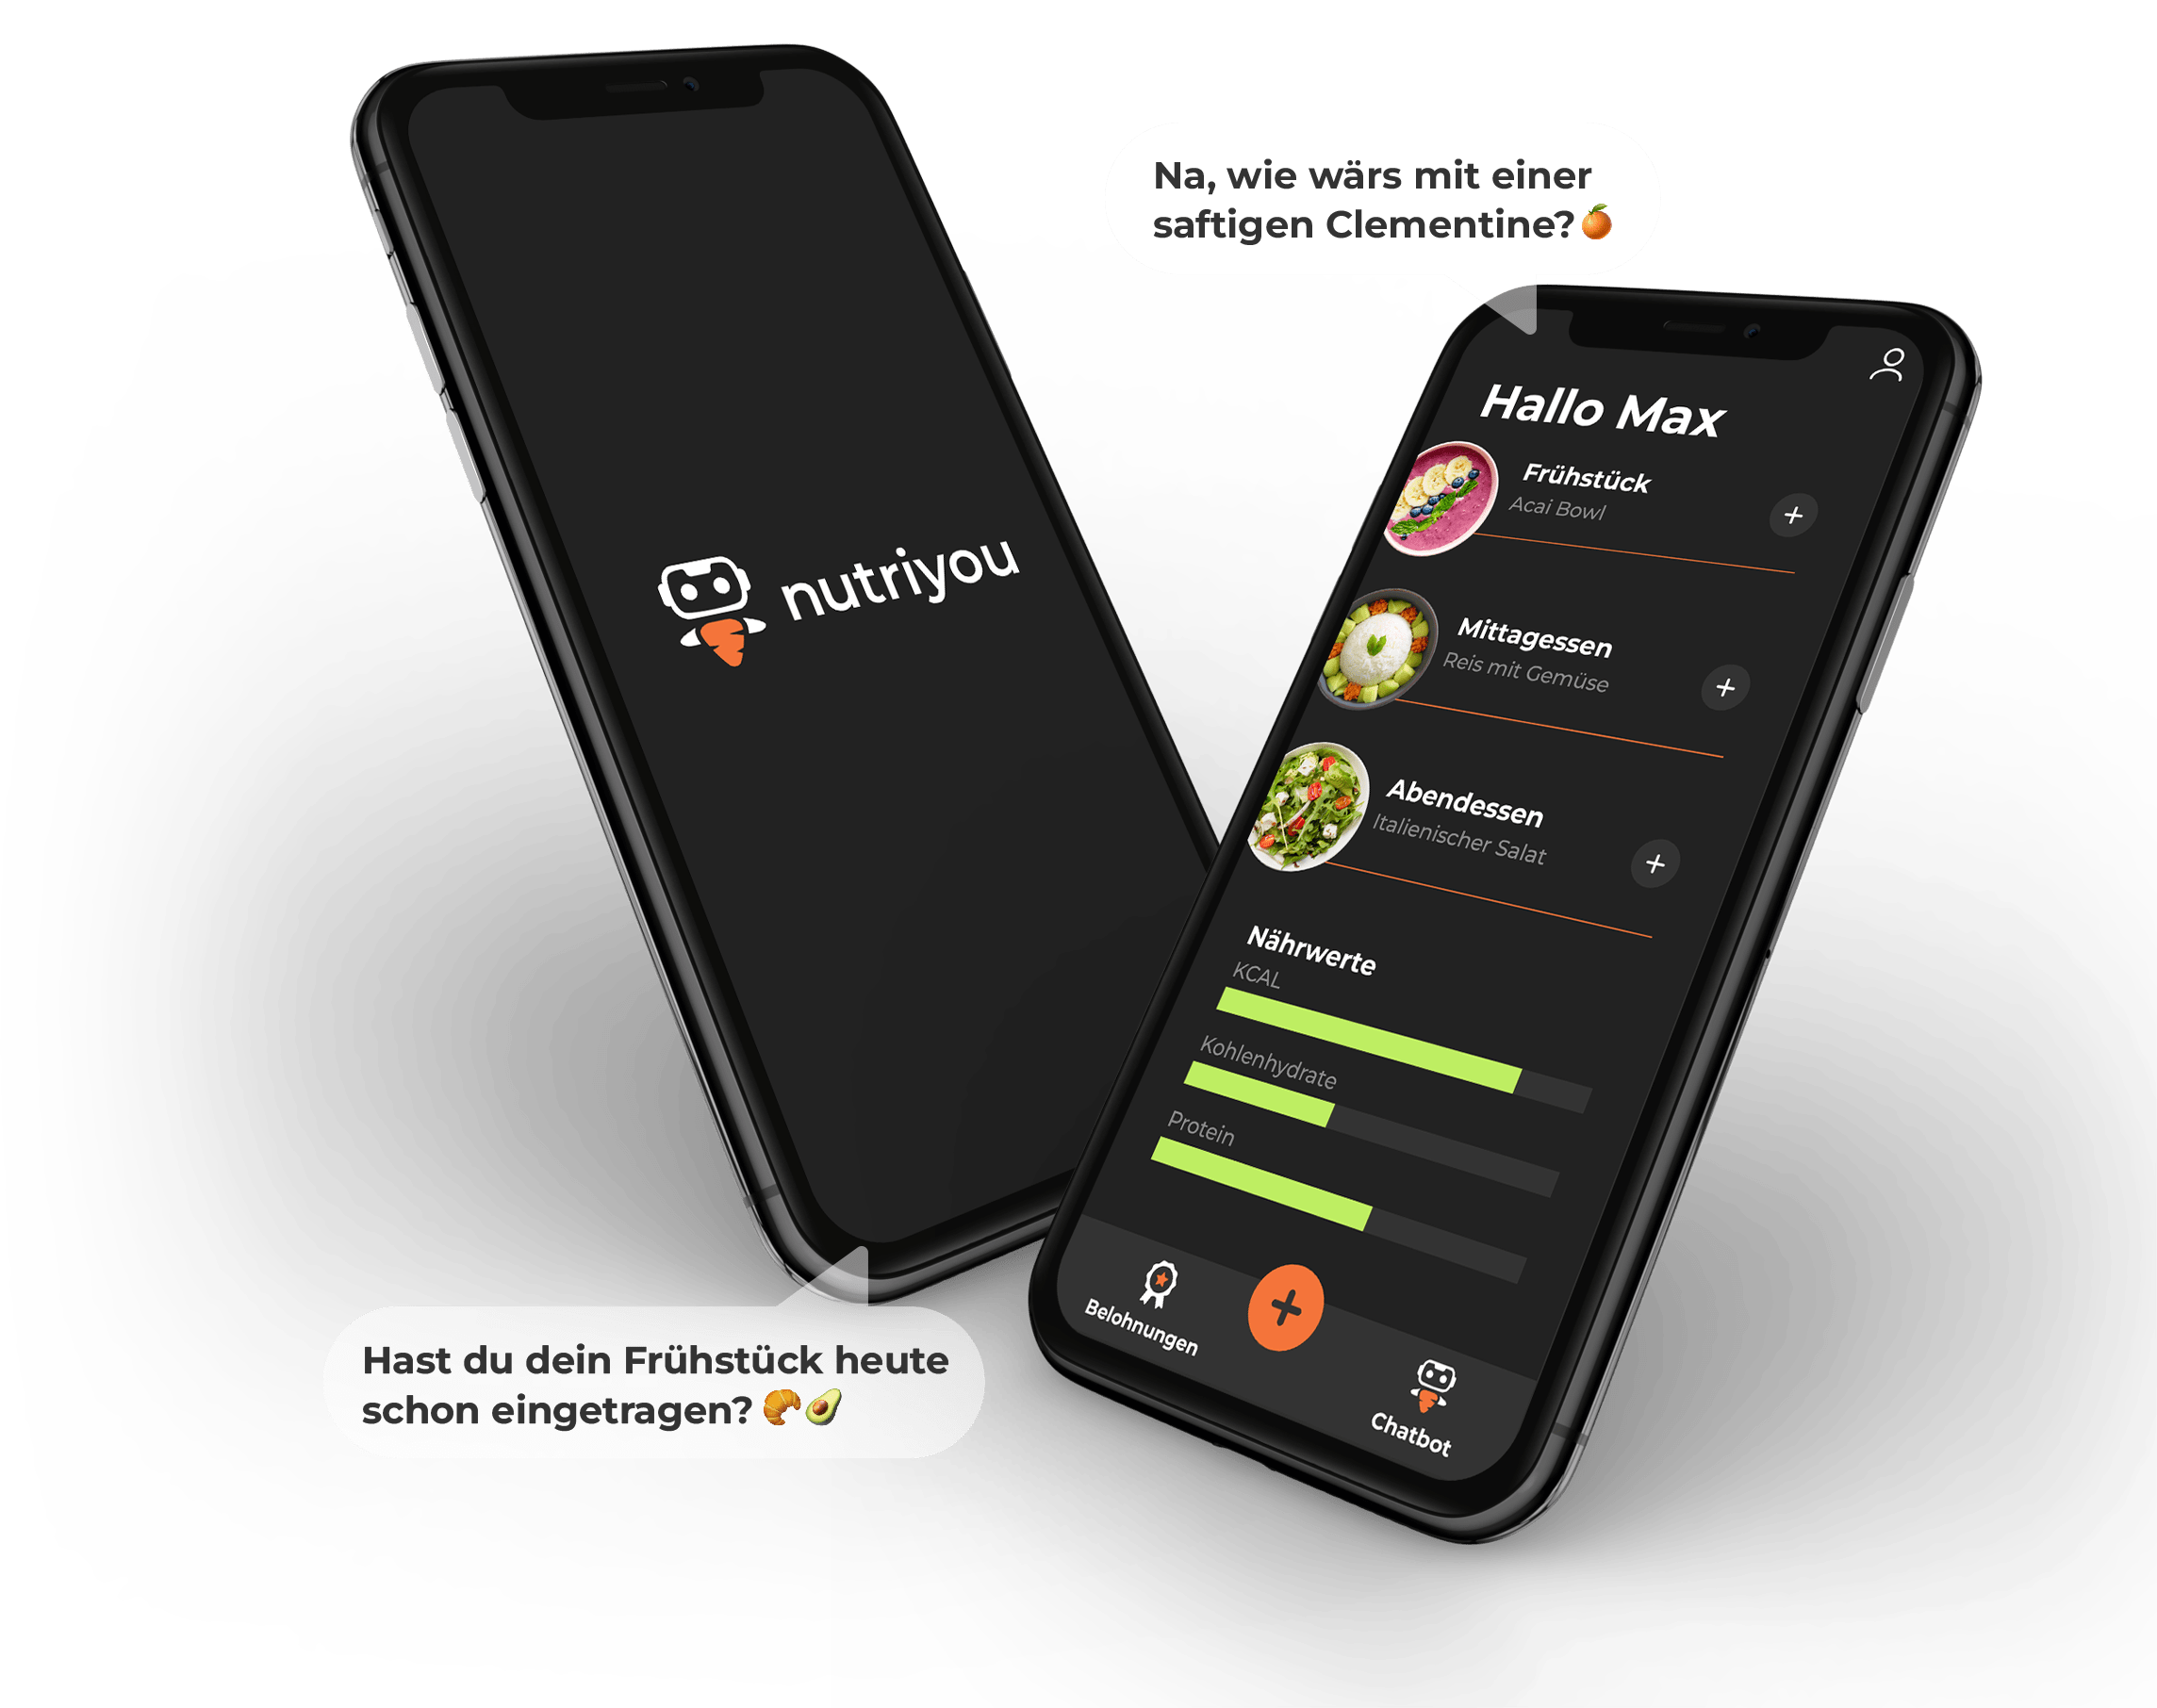 Na, wie wärs mit einer
saftigen Clementine?🍊
nutriyou
Hallo Max
Frühstück
Acai Bowl
Mittagessen
Reis mit Gemüse
Abendessen
Italienischer Salat
Nährwerte
KCAL
Kohlenhydrate
Protein
Belohnungen
Chatbot
Hast du dein Frühstück heute
schon eingetragen? 🥐🥑